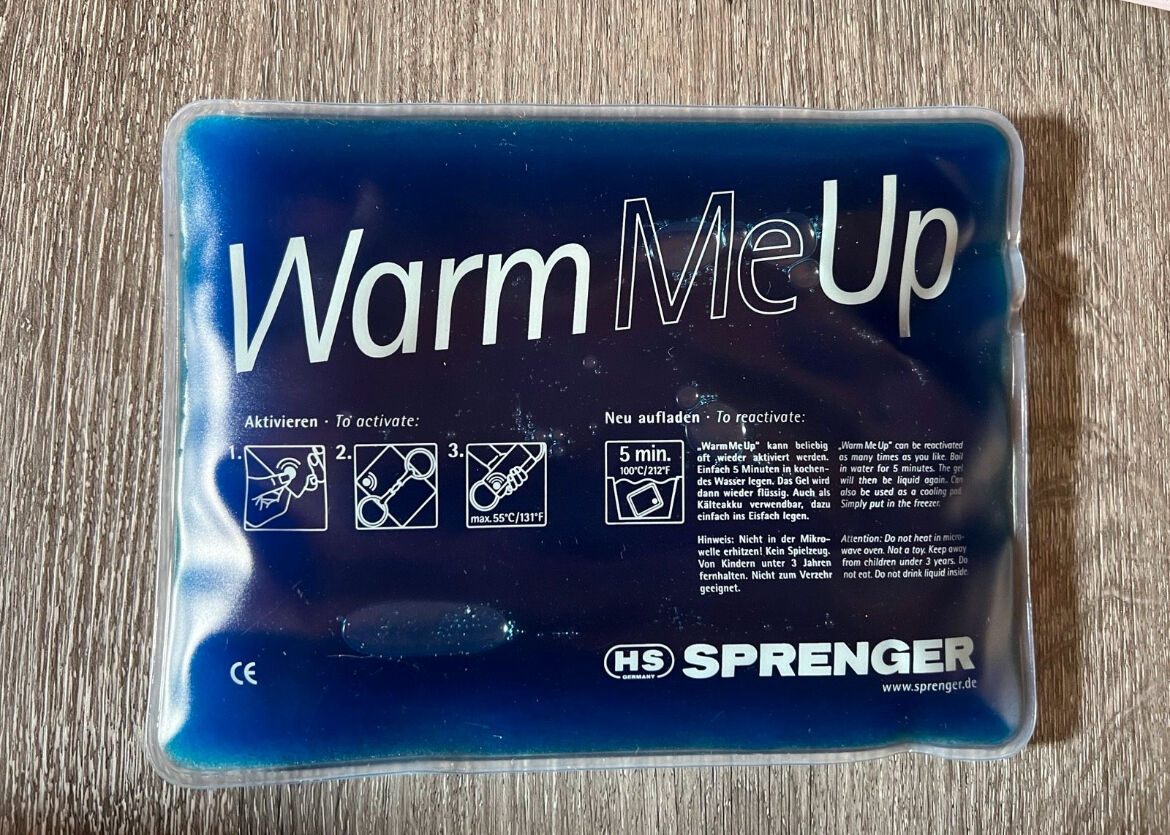 Warm Me Up
Aktivieren · To activate:
1.
2.
3.
max. 55°C/131°F
Neu aufladen · To reactivate:
5 min.
100°C/212°F
„Warm Me Up" kann beliebig
oft wieder aktiviert werden.
Einfach 5 Minuten in kochen-
des Wasser legen. Das Gel wird
dann wieder flüssig. Auch als
Kälteakku verwendbar, dazu
einfach ins Eisfach legen.
Hinweis: Nicht in der Mikro-
welle erhitzen! Kein Spielzeug.
Von Kindern unter 3 Jahren
fernhalten. Nicht zum Verzehr
geeignet.
„Warm Me Up" can be reactivated
as many times as you like. Boil
in water for 5 minutes. The gel
will then be liquid again. Can
also be used as a cooling pad.
Simply put in the freezer.
Attention: Do not heat in micro-
wave oven. Not a toy. Keep away
from children under 3 years. Do
not eat. Do not drink liquid inside.
CE
HS
GERMANY
SPRENGER
www.sprenger.de